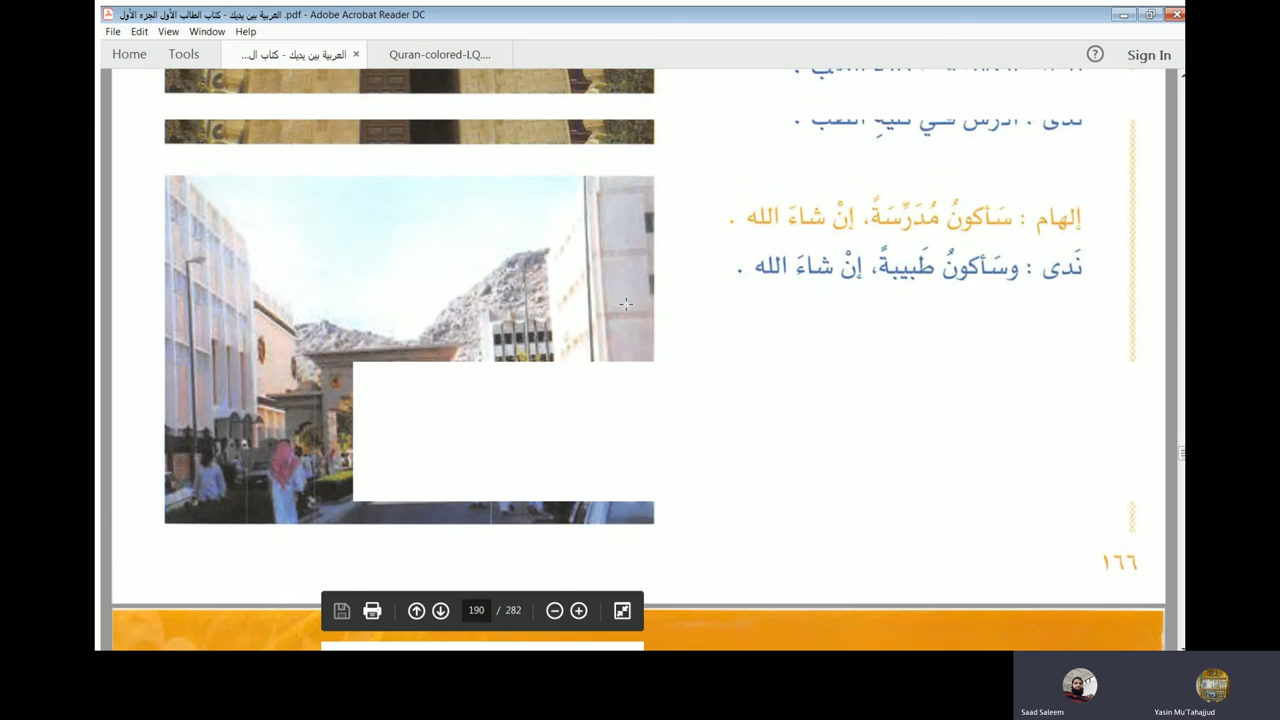 العربية بين يديك - كتاب الطالب الأول الجزء الأول .pdf - Adobe Acrobat Reader DC
File Edit View Window Help
Home Tools العربية بين يديك - كتاب ال... × Quran-colored-LQ.... Sign In
إلهام : سَأكونُ مُدَرِّسَةً، إنْ شاءَ الله .
نَدى : وسَأكونُ طَبيبةً، إنْ شاءَ الله .
١٦٦
190 / 282
Saad Saleem
Yasin Mu`Tahajjud